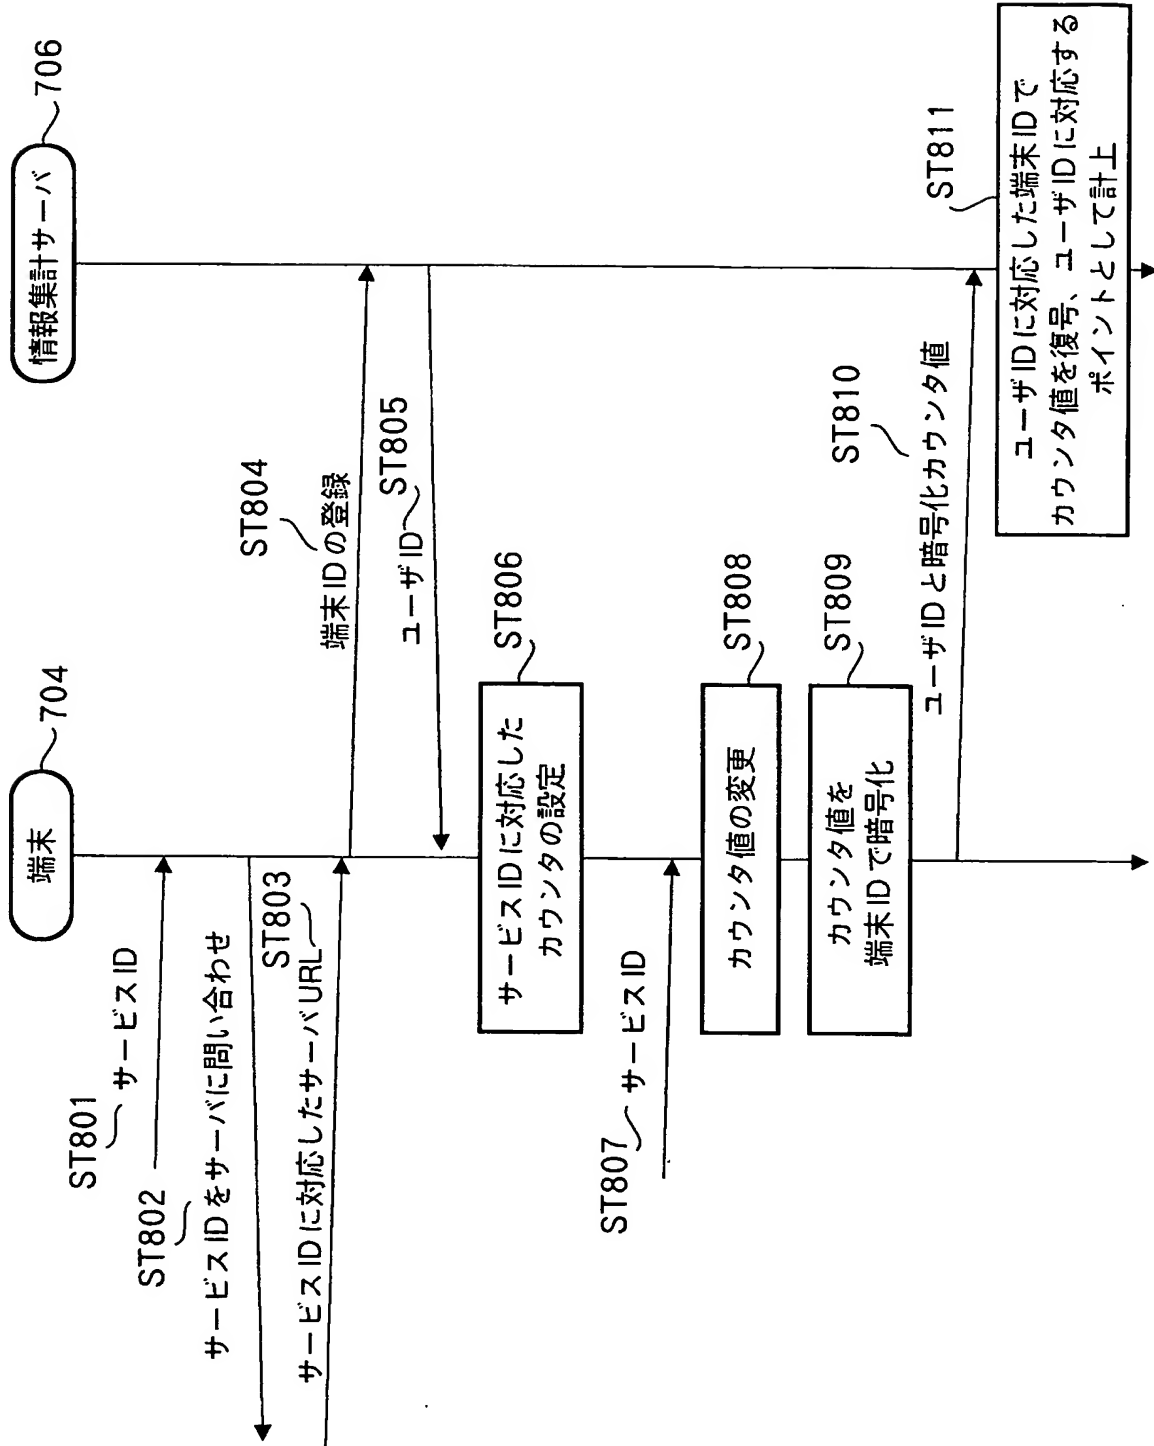 端末
704
情報集計サーバ
706
ST801
サービスID
ST802
サービスIDをサーバに問い合わせ
ST803
サービスIDに対応したサーバURL
ST804
端末IDの登録
ST805
ユーザID
ST806
サービスIDに対応した
カウンタの設定
ST807
サービスID
ST808
カウンタ値の変更
ST809
カウンタ値を
端末IDで暗号化
ST810
ユーザIDと暗号化カウンタ値
ST811
ユーザIDに対応した端末IDで
カウンタ値を復号、ユーザIDに対応する
ポイントとして計上